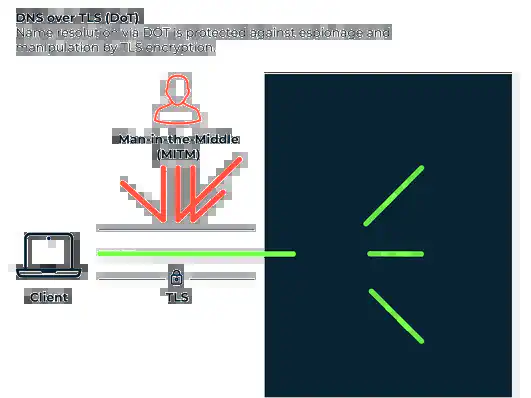 DNS over TLS (DoT)
Name resolution via DOT is protected against espionage and
manipulation by TLS encryption.
Man-in-the-Middle
(MITM)
Client
TLS